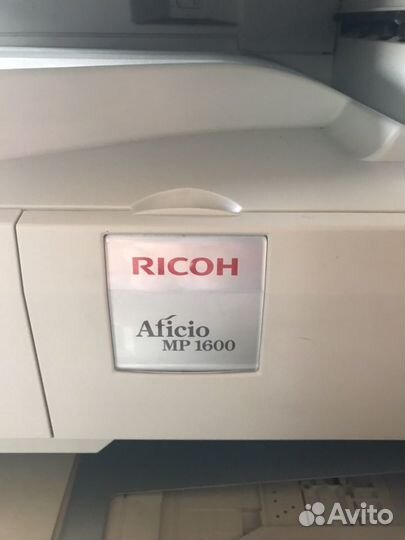 RICOH
Aficio
MP 1600
Avito